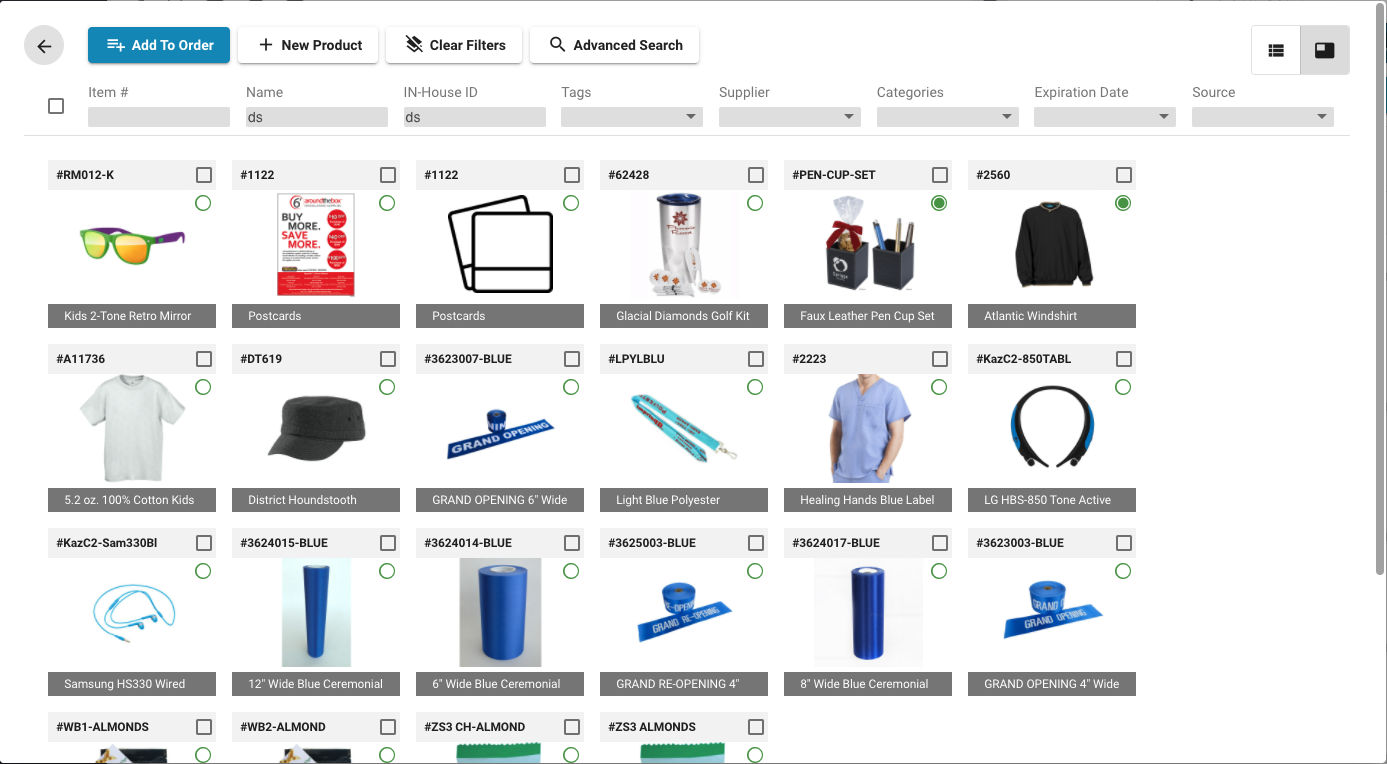 Add To Order
New Product
Clear Filters
Advanced Search
Item #
Name
IN-House ID
Tags
Supplier
Categories
Expiration Date
Source
ds
ds
#RM012-K
#1122
#1122
#62428
#PEN-CUP-SET
#2560
aroundthebox
BUY
MORE.
SAVE
MORE.
Kids 2-Tone Retro Mirror
Postcards
Postcards
Glacial Diamonds Golf Kit
Faux Leather Pen Cup Set
Atlantic Windshirt
#A11736
#DT619
#3623007-BLUE
#LPYLBLU
#2223
#KazC2-850TABL
GRAND OPENING
5.2 oz. 100% Cotton Kids
District Houndstooth
GRAND OPENING 6" Wide
Light Blue Polyester
Healing Hands Blue Label
LG HBS-850 Tone Active
#KazC2-Sam330Bl
#3624015-BLUE
#3624014-BLUE
#3625003-BLUE
#3624017-BLUE
#3623003-BLUE
RE-OPENING
GRAND RE-OPENING
GRAND
GRAND OPENING
Samsung HS330 Wired
12" Wide Blue Ceremonial
6" Wide Blue Ceremonial
GRAND RE-OPENING 4"
8" Wide Blue Ceremonial
GRAND OPENING 4" Wide
#WB1-ALMONDS
#WB2-ALMOND
#ZS3 CH-ALMOND
#ZS3 ALMONDS